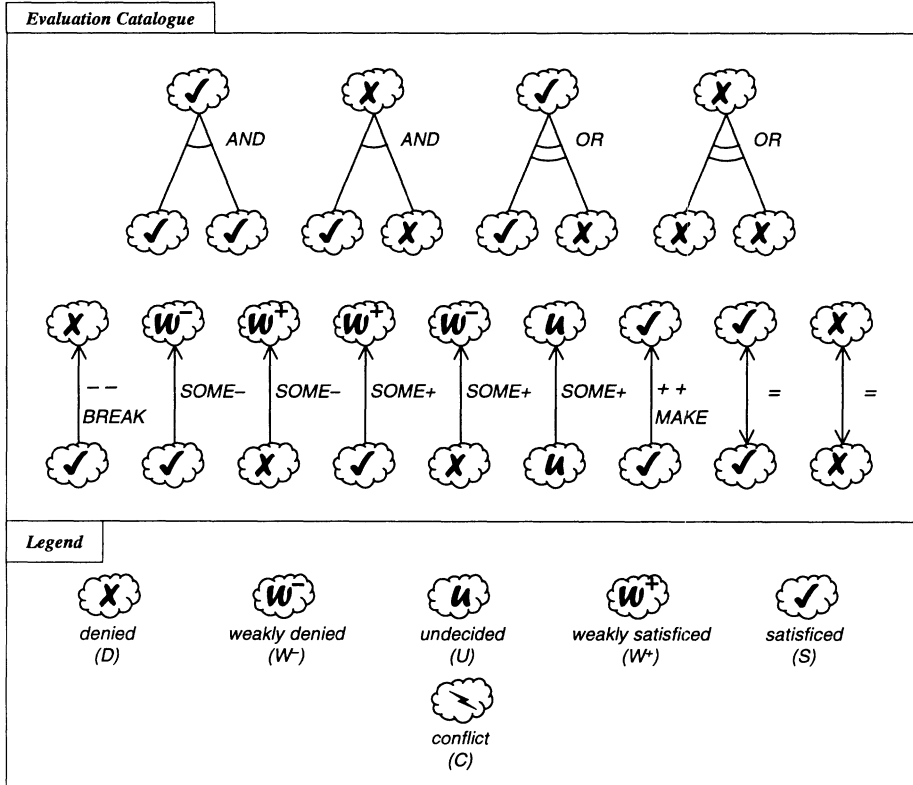 Evaluation Catalogue
✓ X ✓ X
AND AND OR OR
✓ ✓ ✓ X ✓ X X X
X W– W+ W+ W– u ✓ ✓ X
– – SOME– SOME– SOME+ SOME+ SOME+ + + = =
BREAK MAKE
✓ ✓ X ✓ X u ✓ ✓ X
Legend
X W– u W+ ✓
denied weakly denied undecided weakly satisficed satisficed
(D) (W–) (U) (W+) (S)
conflict
(C)